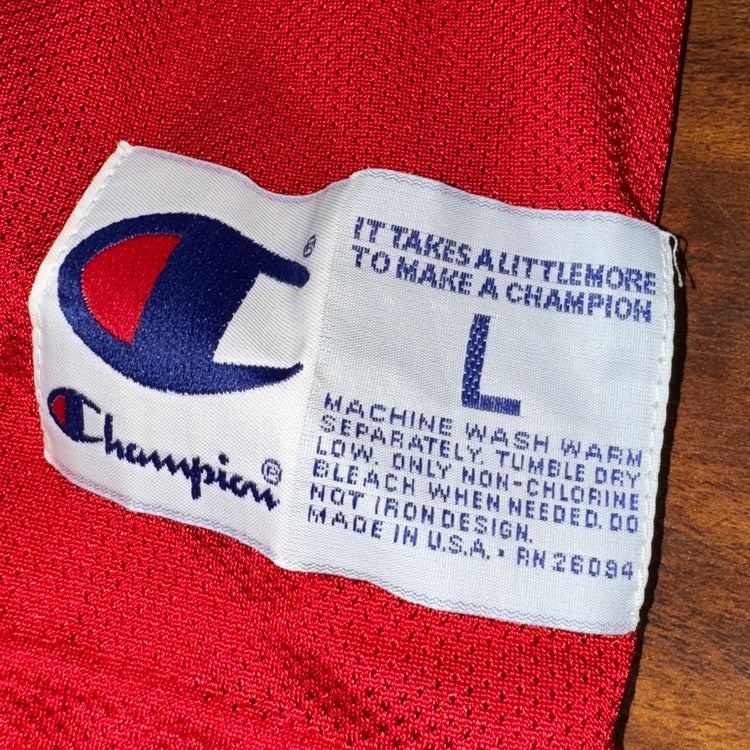 Champion®
®
IT TAKES A LITTLE MORE
TO MAKE A CHAMPION
L
MACHINE WASH WARM
SEPARATELY. TUMBLE DRY
LOW. ONLY NON-CHLORINE
BLEACH WHEN NEEDED. DO
NOT IRON DESIGN.
MADE IN U.S.A. • RN 26094